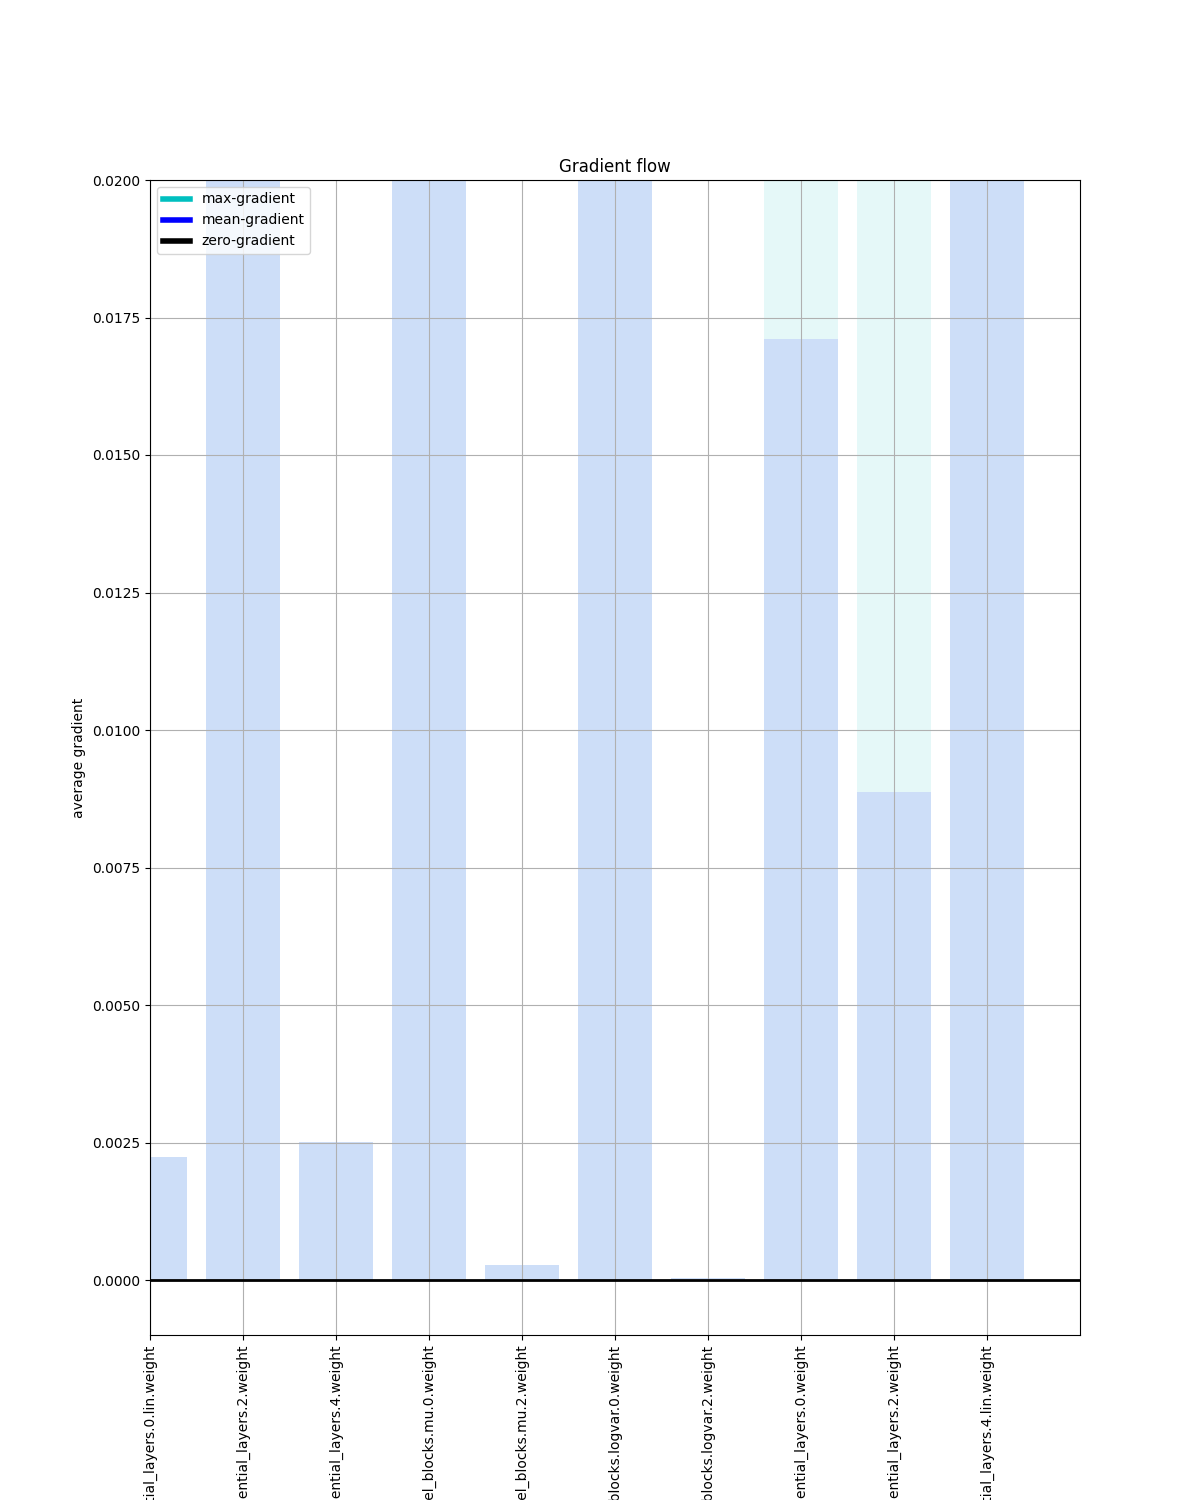 Gradient flow
max-gradient
mean-gradient
zero-gradient
0.0200
0.0175
0.0150
0.0125
0.0100
0.0075
0.0050
0.0025
0.0000
average gradient
tial_layers.0.lin.weight
ential_layers.2.weight
ential_layers.4.weight
el_blocks.mu.0.weight
el_blocks.mu.2.weight
blocks.logvar.0.weight
blocks.logvar.2.weight
ential_layers.0.weight
ential_layers.2.weight
tial_layers.4.lin.weight